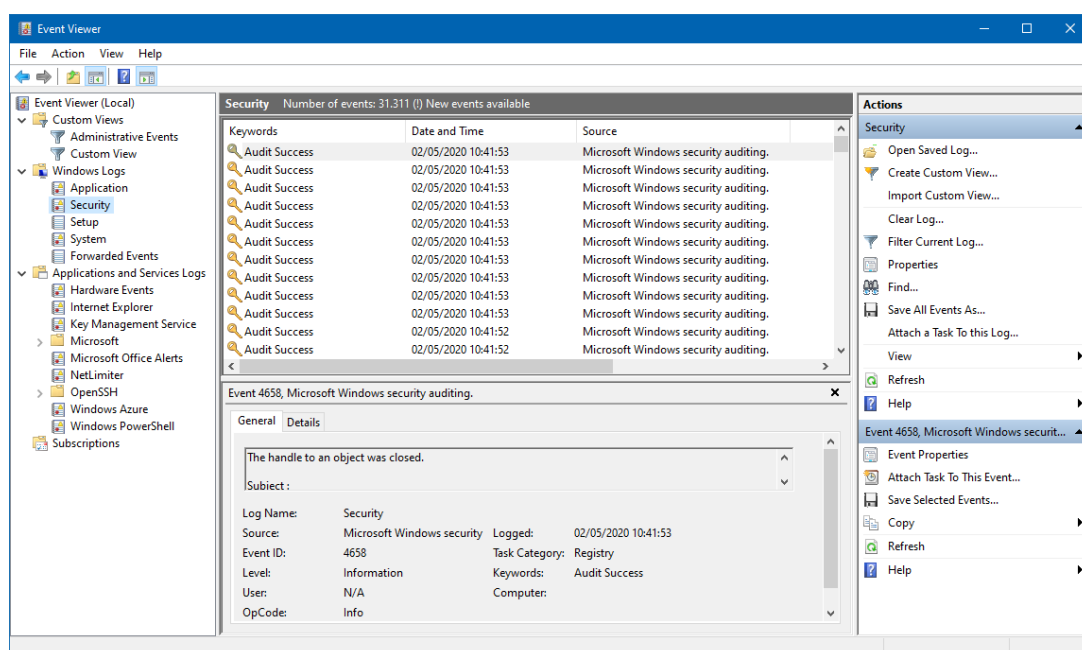 Event Viewer
File Action View Help
Event Viewer (Local)
Custom Views
Administrative Events
Custom View
Windows Logs
Application
Security
Setup
System
Forwarded Events
Applications and Services Logs
Hardware Events
Internet Explorer
Key Management Service
Microsoft
Microsoft Office Alerts
NetLimiter
OpenSSH
Windows Azure
Windows PowerShell
Subscriptions
Security Number of events: 31.311 (!) New events available
Keywords Date and Time Source
Audit Success 02/05/2020 10:41:53 Microsoft Windows security auditing.
Audit Success 02/05/2020 10:41:53 Microsoft Windows security auditing.
Audit Success 02/05/2020 10:41:53 Microsoft Windows security auditing.
Audit Success 02/05/2020 10:41:53 Microsoft Windows security auditing.
Audit Success 02/05/2020 10:41:53 Microsoft Windows security auditing.
Audit Success 02/05/2020 10:41:53 Microsoft Windows security auditing.
Audit Success 02/05/2020 10:41:53 Microsoft Windows security auditing.
Audit Success 02/05/2020 10:41:53 Microsoft Windows security auditing.
Audit Success 02/05/2020 10:41:53 Microsoft Windows security auditing.
Audit Success 02/05/2020 10:41:53 Microsoft Windows security auditing.
Audit Success 02/05/2020 10:41:52 Microsoft Windows security auditing.
Audit Success 02/05/2020 10:41:52 Microsoft Windows security auditing.
Event 4658, Microsoft Windows security auditing.
General Details
The handle to an object was closed.
Subject :
Log Name: Security
Source: Microsoft Windows security Logged: 02/05/2020 10:41:53
Event ID: 4658 Task Category: Registry
Level: Information Keywords: Audit Success
User: N/A Computer:
OpCode: Info
Actions
Security
Open Saved Log...
Create Custom View...
Import Custom View...
Clear Log...
Filter Current Log...
Properties
Find...
Save All Events As...
Attach a Task To this Log...
View
Refresh
Help
Event 4658, Microsoft Windows securit...
Event Properties
Attach Task To This Event...
Save Selected Events...
Copy
Refresh
Help